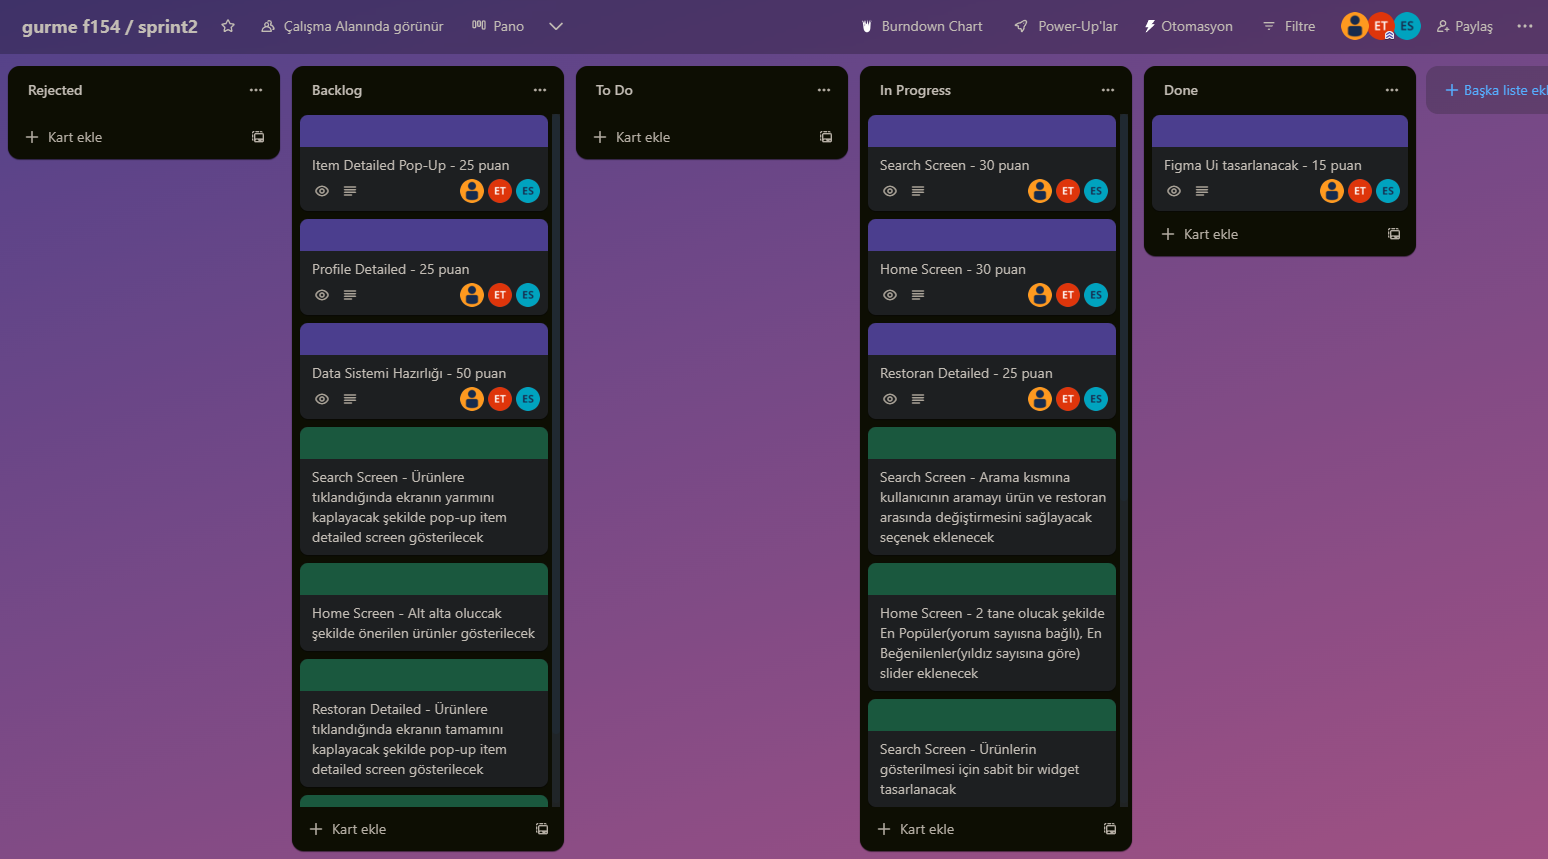 gurme f154 / sprint2
Çalışma Alanında görünür
Pano
Burndown Chart
Power-Up'lar
Otomasyon
Filtre
ET
ES
Paylaş
Rejected
Kart ekle
Backlog
Item Detailed Pop-Up - 25 puan
ET
ES
Profile Detailed - 25 puan
ET
ES
Data Sistemi Hazırlığı - 50 puan
ET
ES
Search Screen - Ürünlere
tıklandığında ekranın yarımını
kaplayacak şekilde pop-up item
detailed screen gösterilecek
Home Screen - Alt alta oluccak
şekilde önerilen ürünler gösterilecek
Restoran Detailed - Ürünlere
tıklandığında ekranın tamamını
kaplayacak şekilde pop-up item
detailed screen gösterilecek
Kart ekle
To Do
Kart ekle
In Progress
Search Screen - 30 puan
ET
ES
Home Screen - 30 puan
ET
ES
Restoran Detailed - 25 puan
ET
ES
Search Screen - Arama kısmına
kullanıcının aramayı ürün ve restoran
arasında değiştirmesini sağlayacak
seçenek eklenecek
Home Screen - 2 tane olucak şekilde
En Popüler(yorum sayıısna bağlı), En
Beğenilenler(yıldız sayısına göre)
slider eklenecek
Search Screen - Ürünlerin
gösterilmesi için sabit bir widget
tasarlanacak
Kart ekle
Done
Figma Ui tasarlanacak - 15 puan
ET
ES
Kart ekle
Başka liste ekl